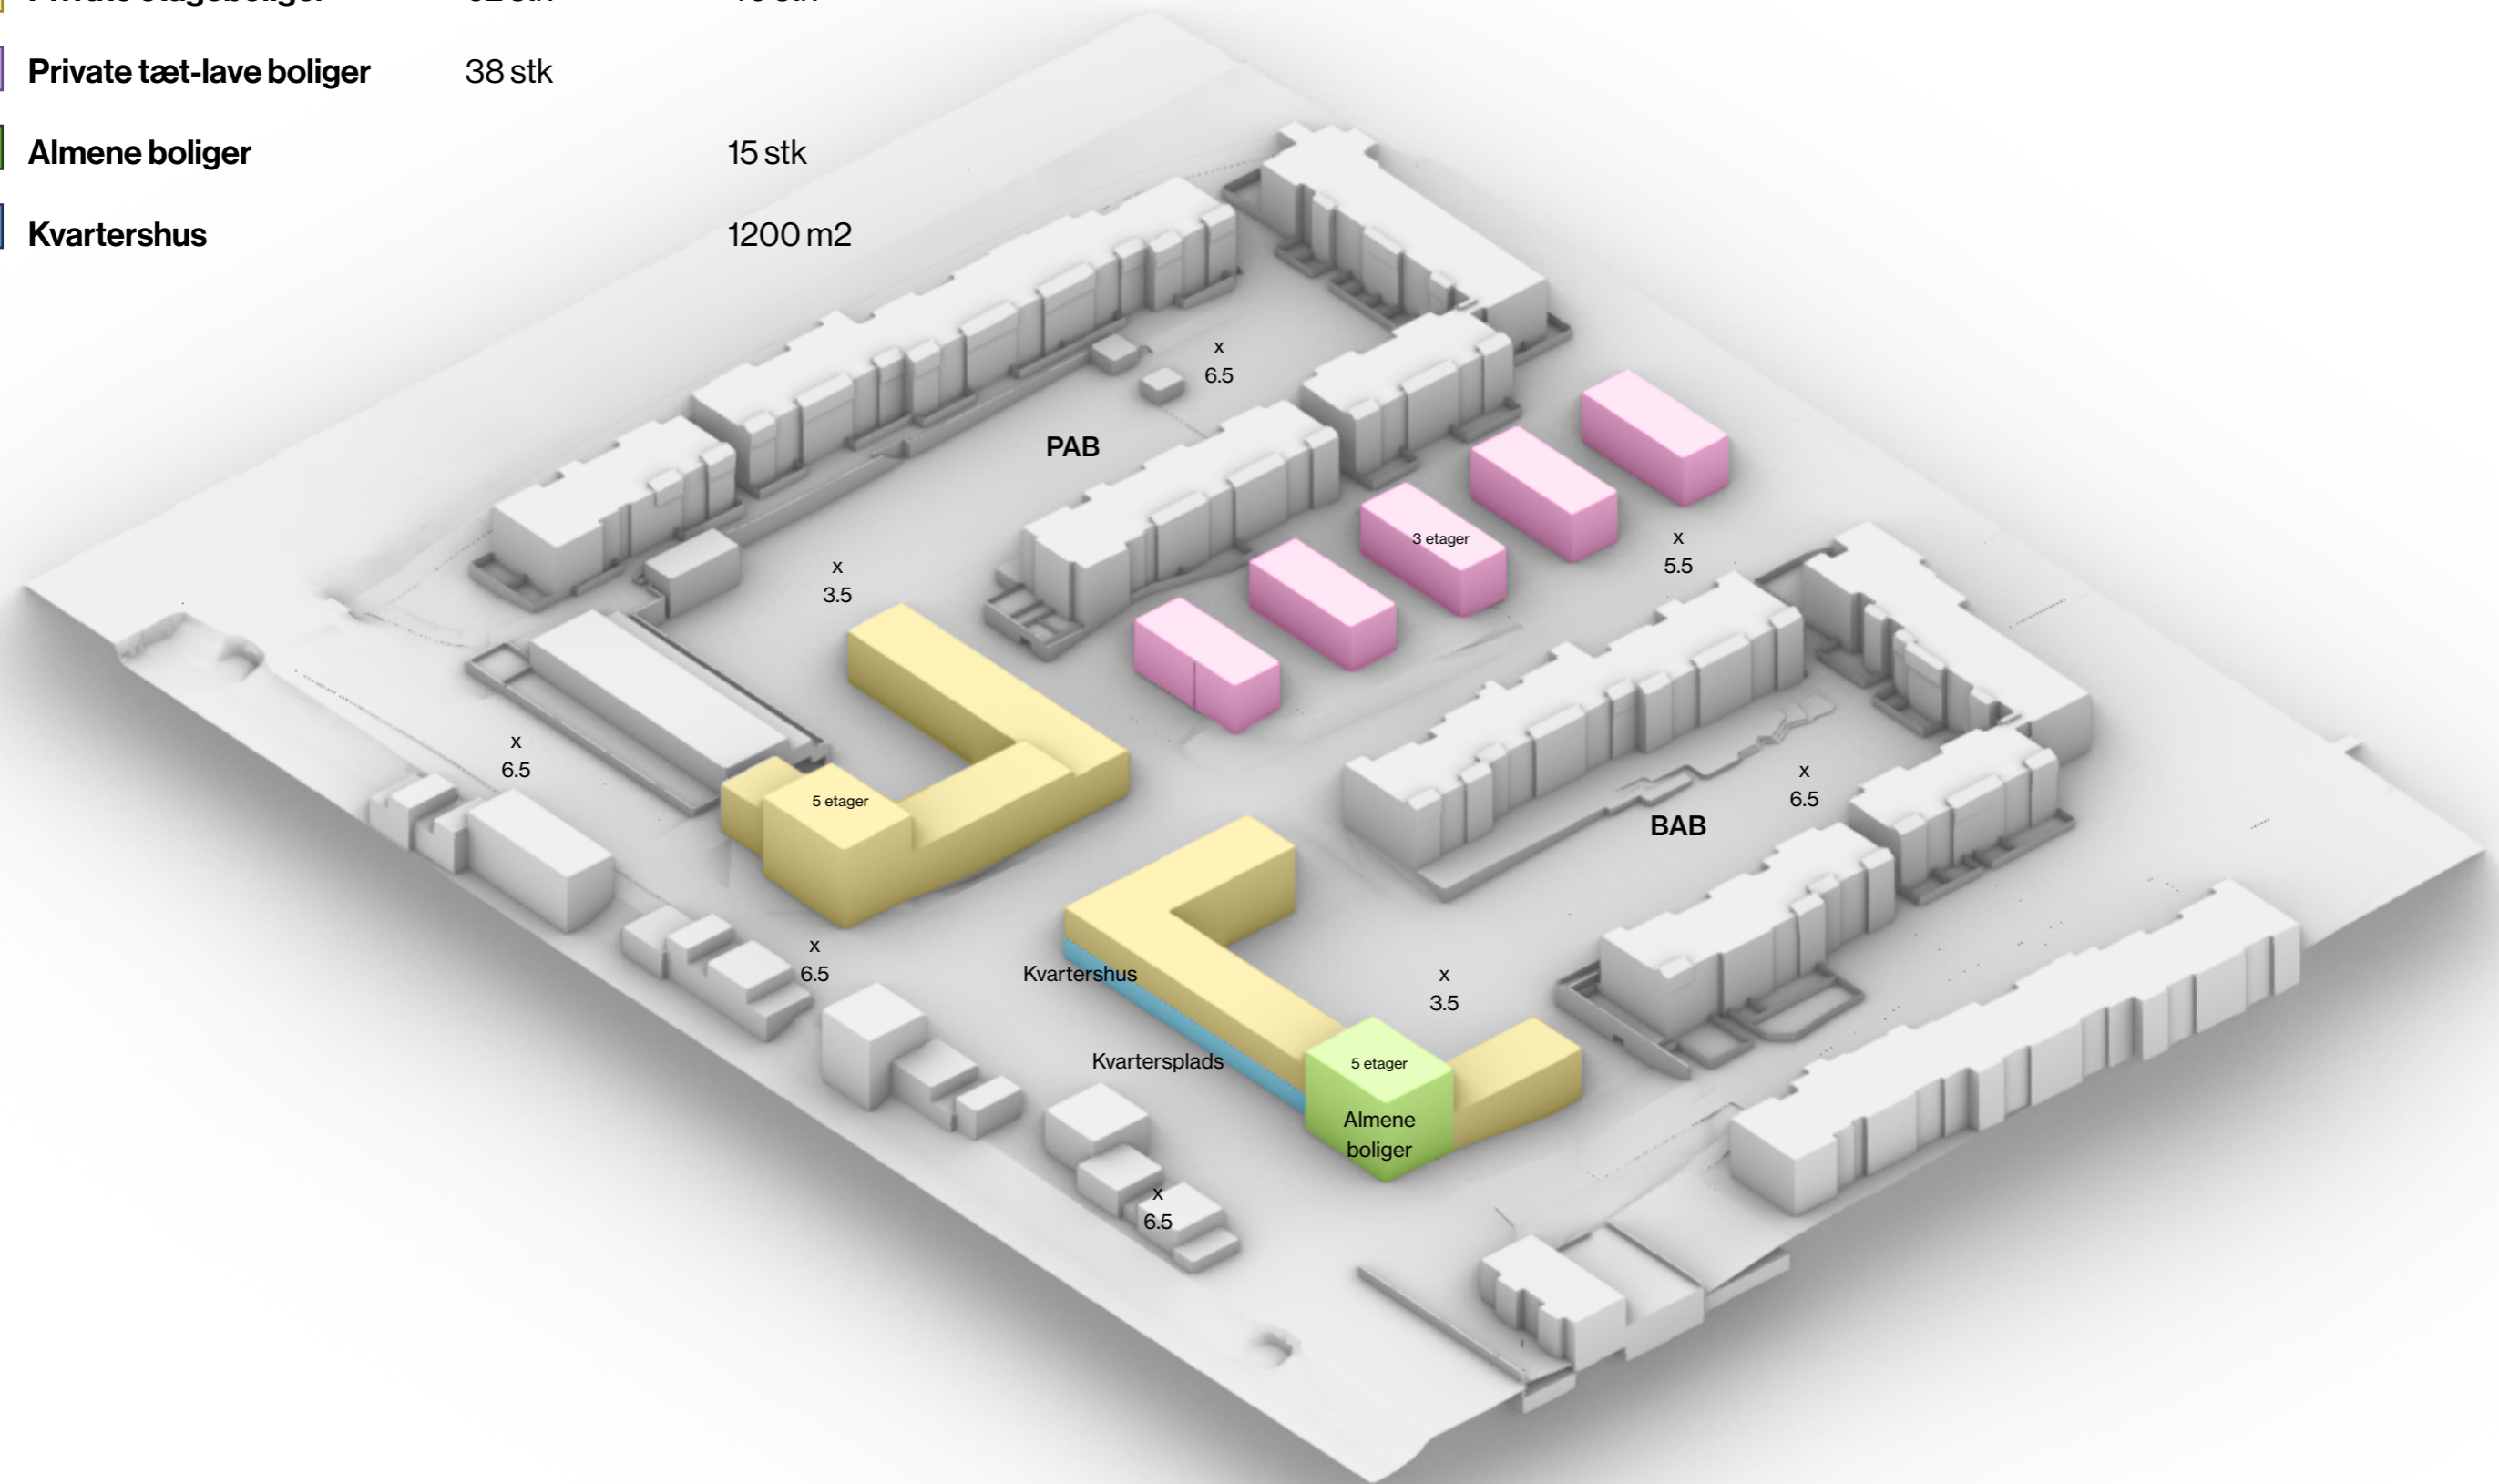 Private tæt-lave boliger 38 stk
Almene boliger 15 stk
Kvartershus 1200 m2
x
6.5
PAB
x
5.5
3 etager
x
3.5
x
6.5
5 etager
x
6.5
BAB
x
6.5
Kvartershus
x
3.5
Kvartersplads
5 etager
Almene
boliger
x
6.5